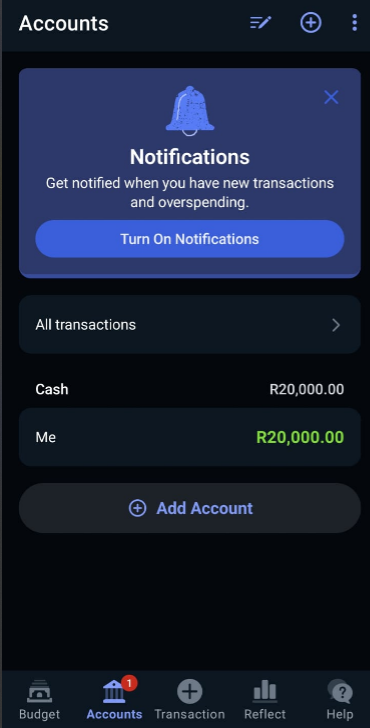 Accounts
Notifications
Get notified when you have new transactions
and overspending.
Turn On Notifications
All transactions
Cash R20,000.00
Me R20,000.00
Add Account
1
Budget Accounts Transaction Reflect Help